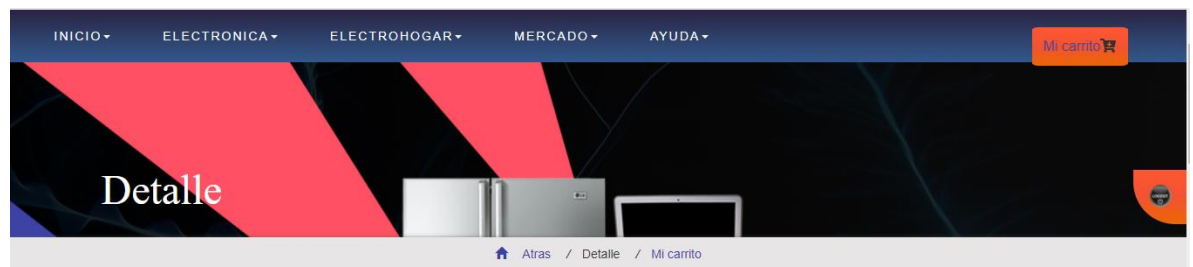 INICIO ELECTRONICA ELECTROHOGAR MERCADO AYUDA Mi carrito
Detalle
Atras / Detalle / Mi carrito